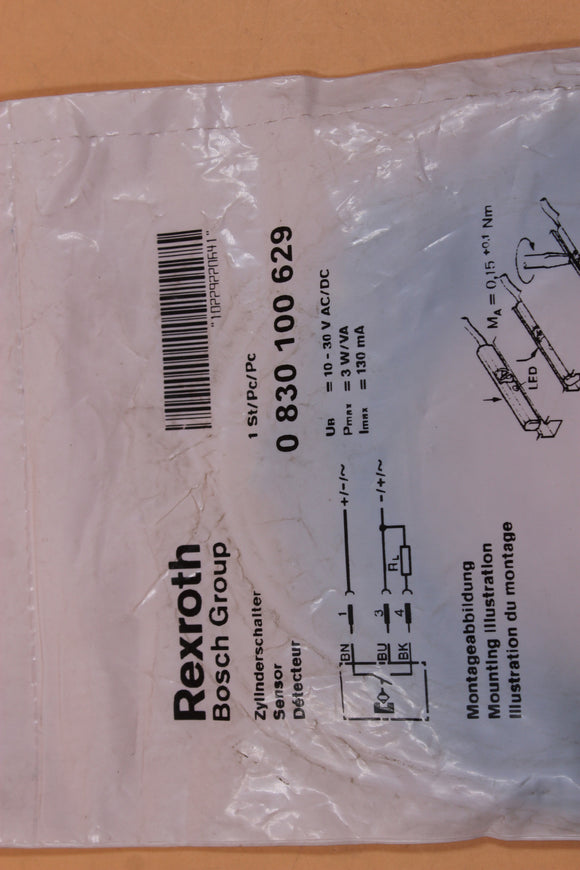 Rexroth
Bosch Group
"102292220641"
Zylinderschalter
Sensor
Détecteur
1 St/Pc/Pc
0 830 100 629
UB = 10 - 30 V AC/DC
Pmax = 3 W/VA
Imax = 130 mA
BN 1 +/-/~
BU 3 -/+/~
BK 4
RL
Montageabbildung
Mounting illustration
Illustration du montage
LED
MA = 0,15 +0,1 Nm